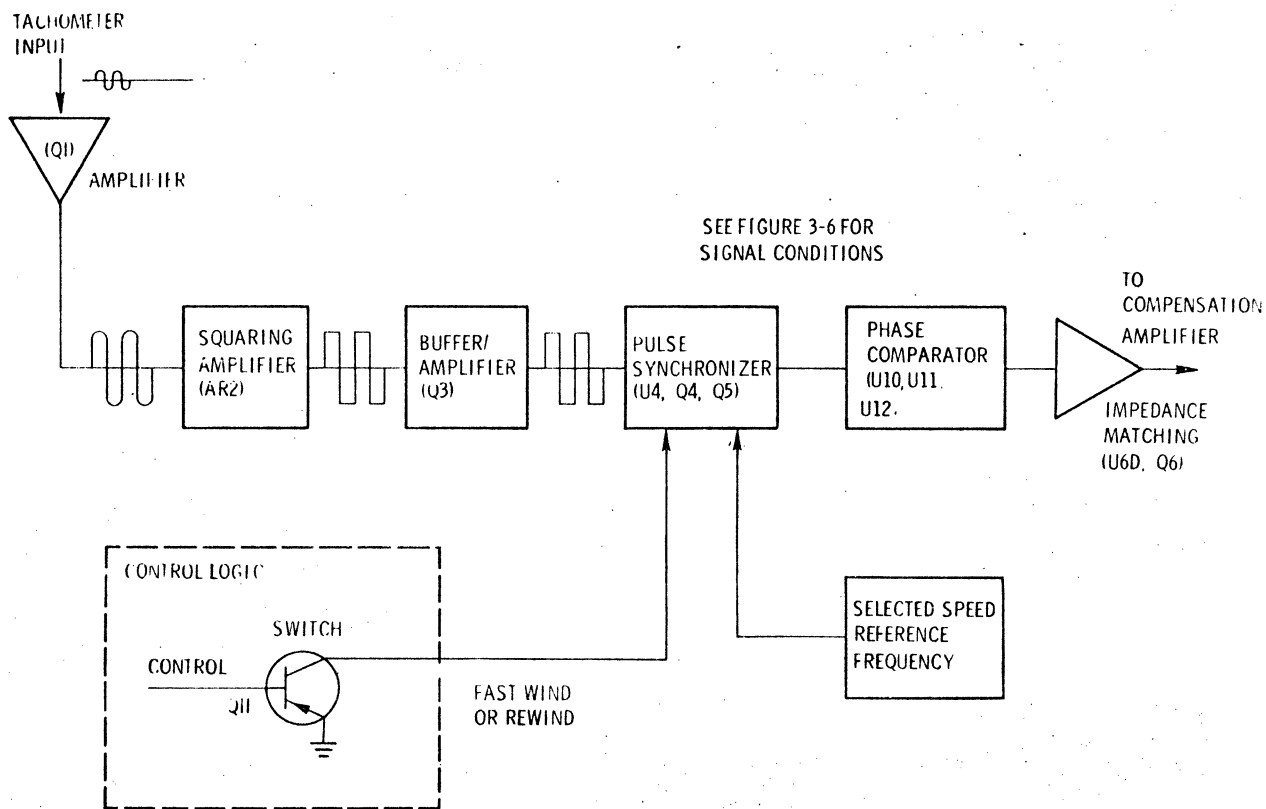 TACHOMETER
INPUT
(Q1)
AMPLIFIER
SEE FIGURE 3-6 FOR
SIGNAL CONDITIONS
TO
COMPENSATION
AMPLIFIER
SQUARING
AMPLIFIER
(AR2)
BUFFER/
AMPLIFIER
(Q3)
PULSE
SYNCHRONIZER
(U4, Q4, Q5)
PHASE
COMPARATOR
(U10, U11,
U12.
IMPEDANCE
MATCHING
(U6D, Q6)
CONTROL LOGIC
SWITCH
CONTROL
Q11
FAST WIND
OR REWIND
SELECTED SPEED
REFERENCE
FREQUENCY